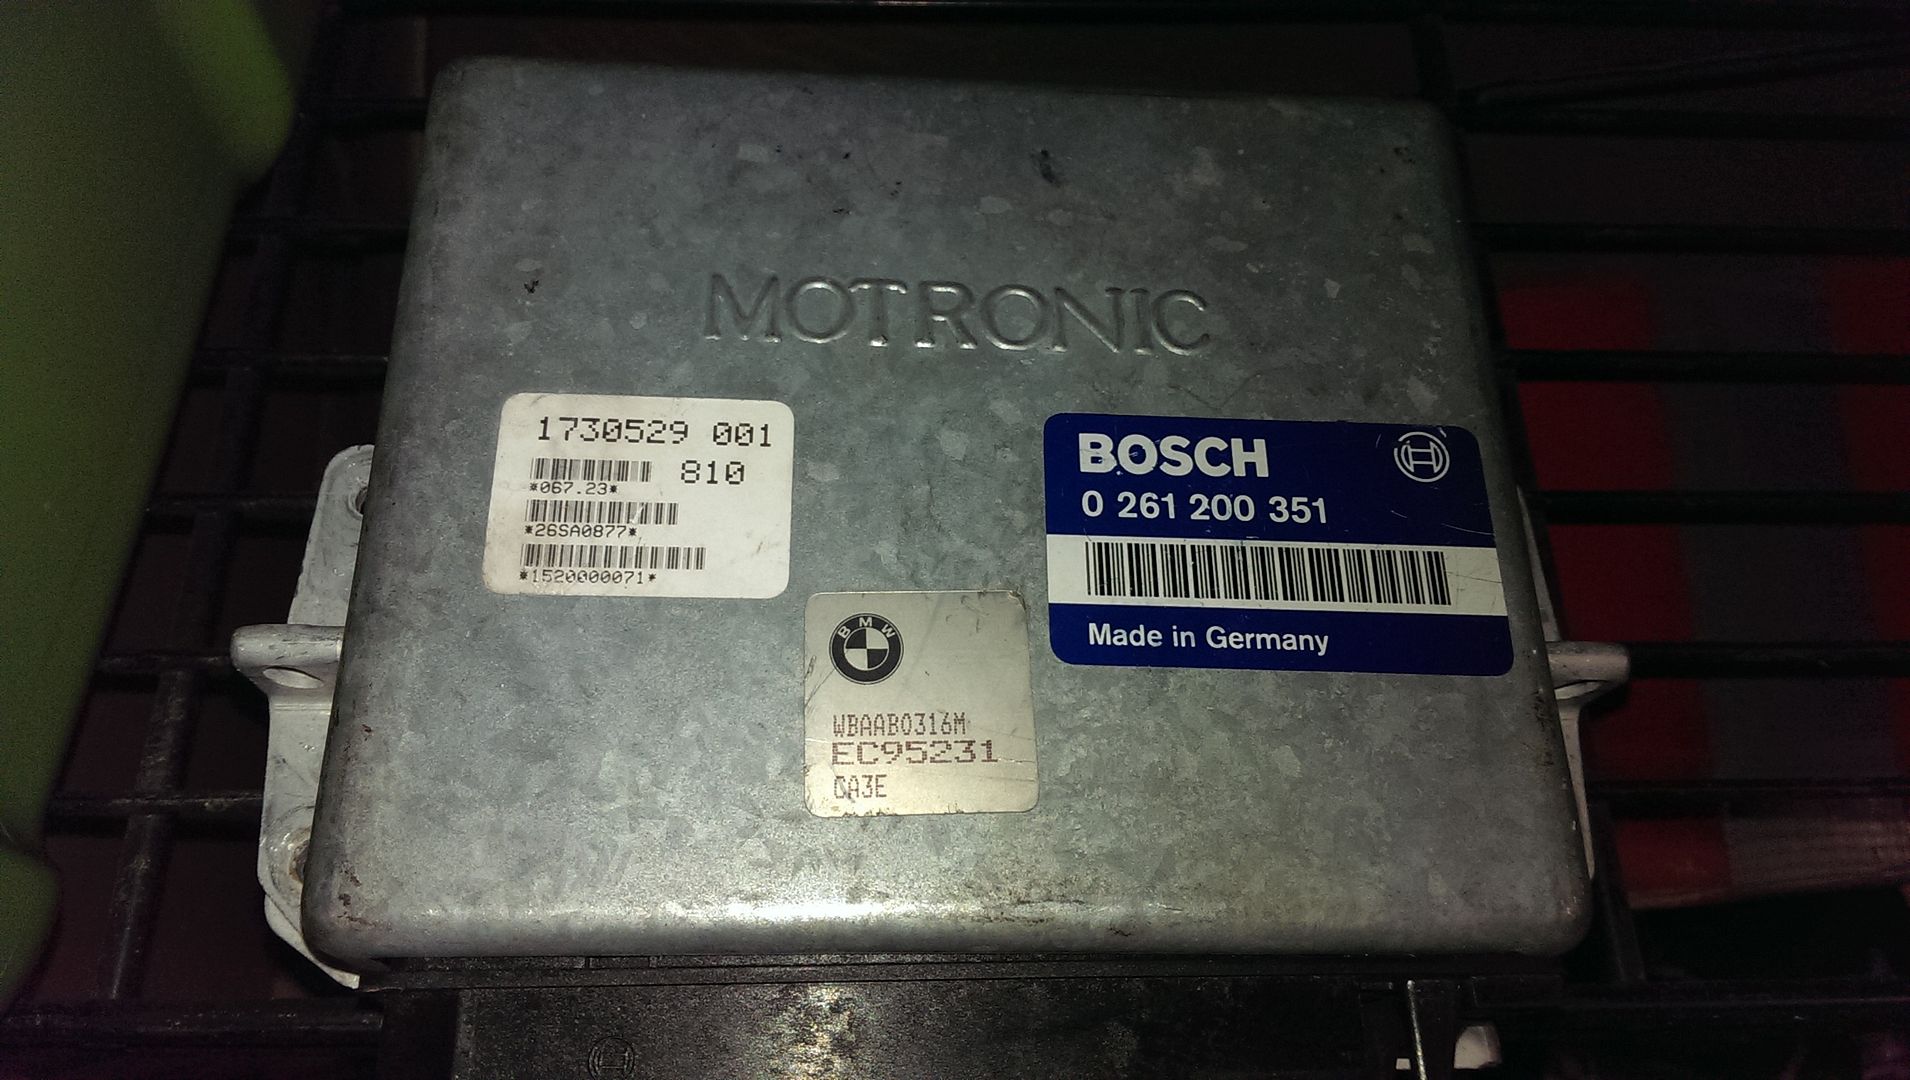 MOTRONIC
1730529 001
810
*067.23*
*26SA0877*
*1520000071*
BOSCH
0 261 200 351
Made in Germany
BMW
WBAAB0316M
EC95231
CA3E